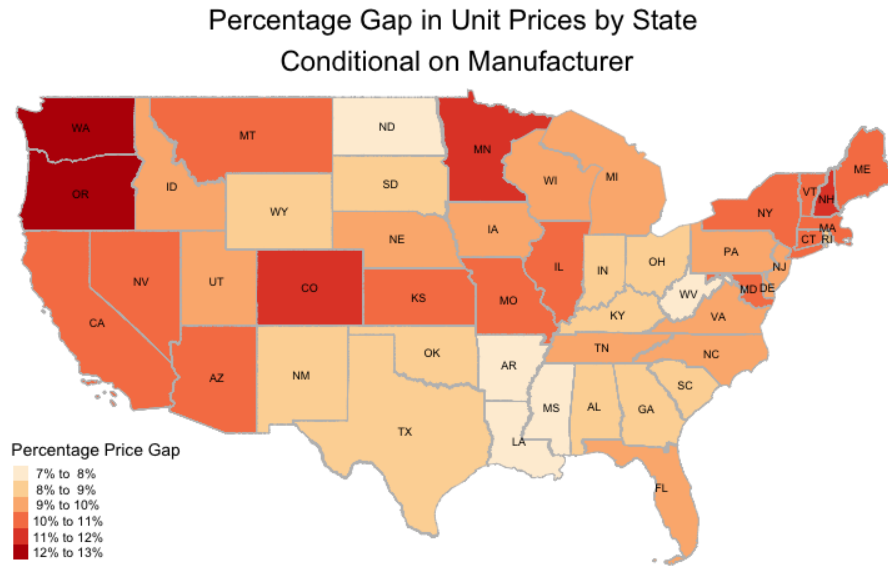 Percentage Gap in Unit Prices by State
Conditional on Manufacturer
WA
MT
ND
MN
ME
OR
ID
SD
WI
MI
VT
NH
WY
NY
MA
NE
IA
CT
RI
PA
NV
UT
CO
IL
IN
OH
NJ
KS
MO
WV
MD
DE
CA
KY
VA
AZ
NM
OK
AR
TN
NC
TX
LA
MS
AL
GA
SC
FL
Percentage Price Gap
7% to 8%
8% to 9%
9% to 10%
10% to 11%
11% to 12%
12% to 13%